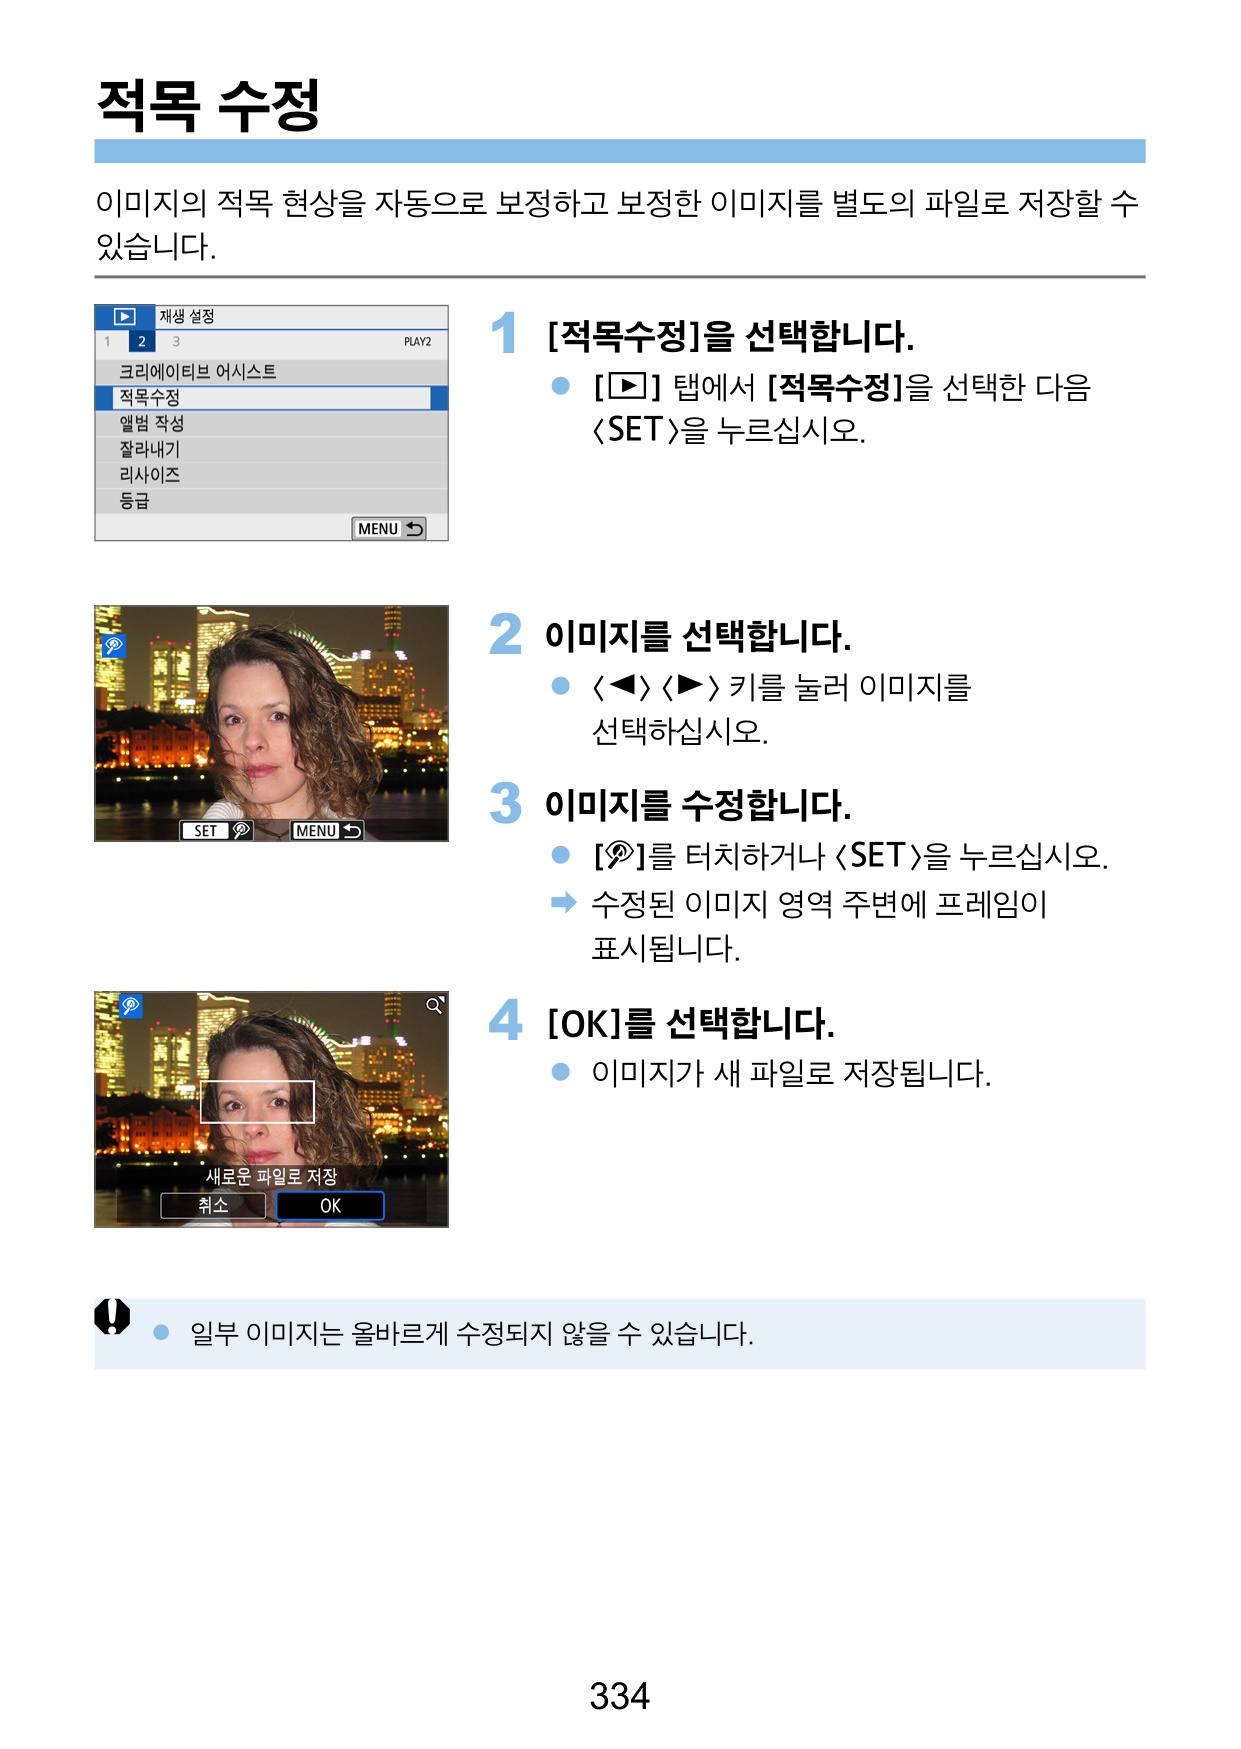 적목 수정
이미지의 적목 현상을 자동으로 보정하고 보정한 이미지를 별도의 파일로 저장할 수
있습니다.
재생 설정
1 2 3 PLAY2
크리에이티브 어시스트
적목수정
앨범 작성
잘라내기
리사이즈
등급
MENU
1 [적목수정]을 선택합니다.
● [▶] 탭에서 [적목수정]을 선택한 다음
〈SET〉을 누르십시오.
SET MENU
2 이미지를 선택합니다.
● 〈◀〉〈▶〉 키를 눌러 이미지를
선택하십시오.
3 이미지를 수정합니다.
● []를 터치하거나 〈SET〉을 누르십시오.
➡ 수정된 이미지 영역 주변에 프레임이
표시됩니다.
새로운 파일로 저장
취소 OK
4 [OK]를 선택합니다.
● 이미지가 새 파일로 저장됩니다.
● 일부 이미지는 올바르게 수정되지 않을 수 있습니다.
334